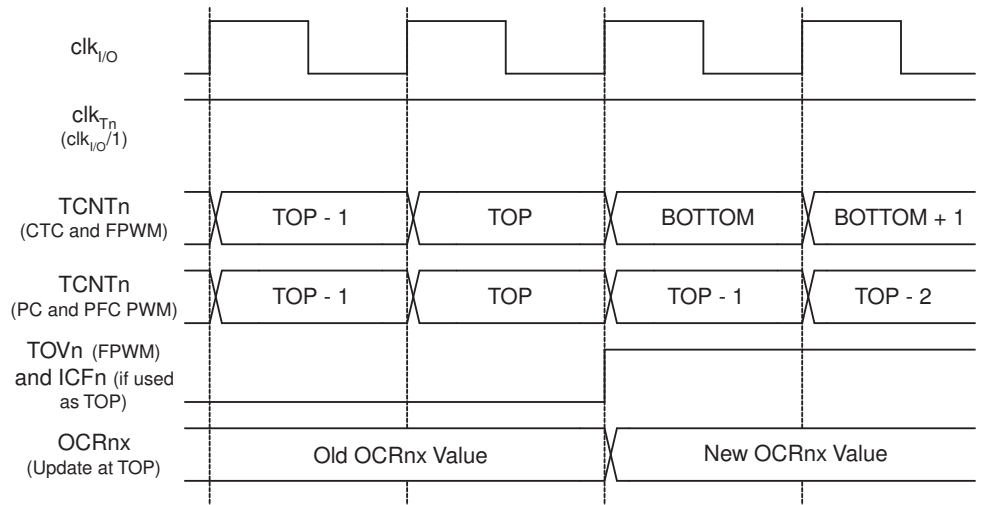 clkI/O
clkTn
(clkI/O/1)
TCNTn
(CTC and FPWM)
TOP - 1
TOP
BOTTOM
BOTTOM + 1
TCNTn
(PC and PFC PWM)
TOP - 1
TOP
TOP - 1
TOP - 2
TOVn (FPWM)
and ICFn (if used
as TOP)
OCRnx
(Update at TOP)
Old OCRnx Value
New OCRnx Value